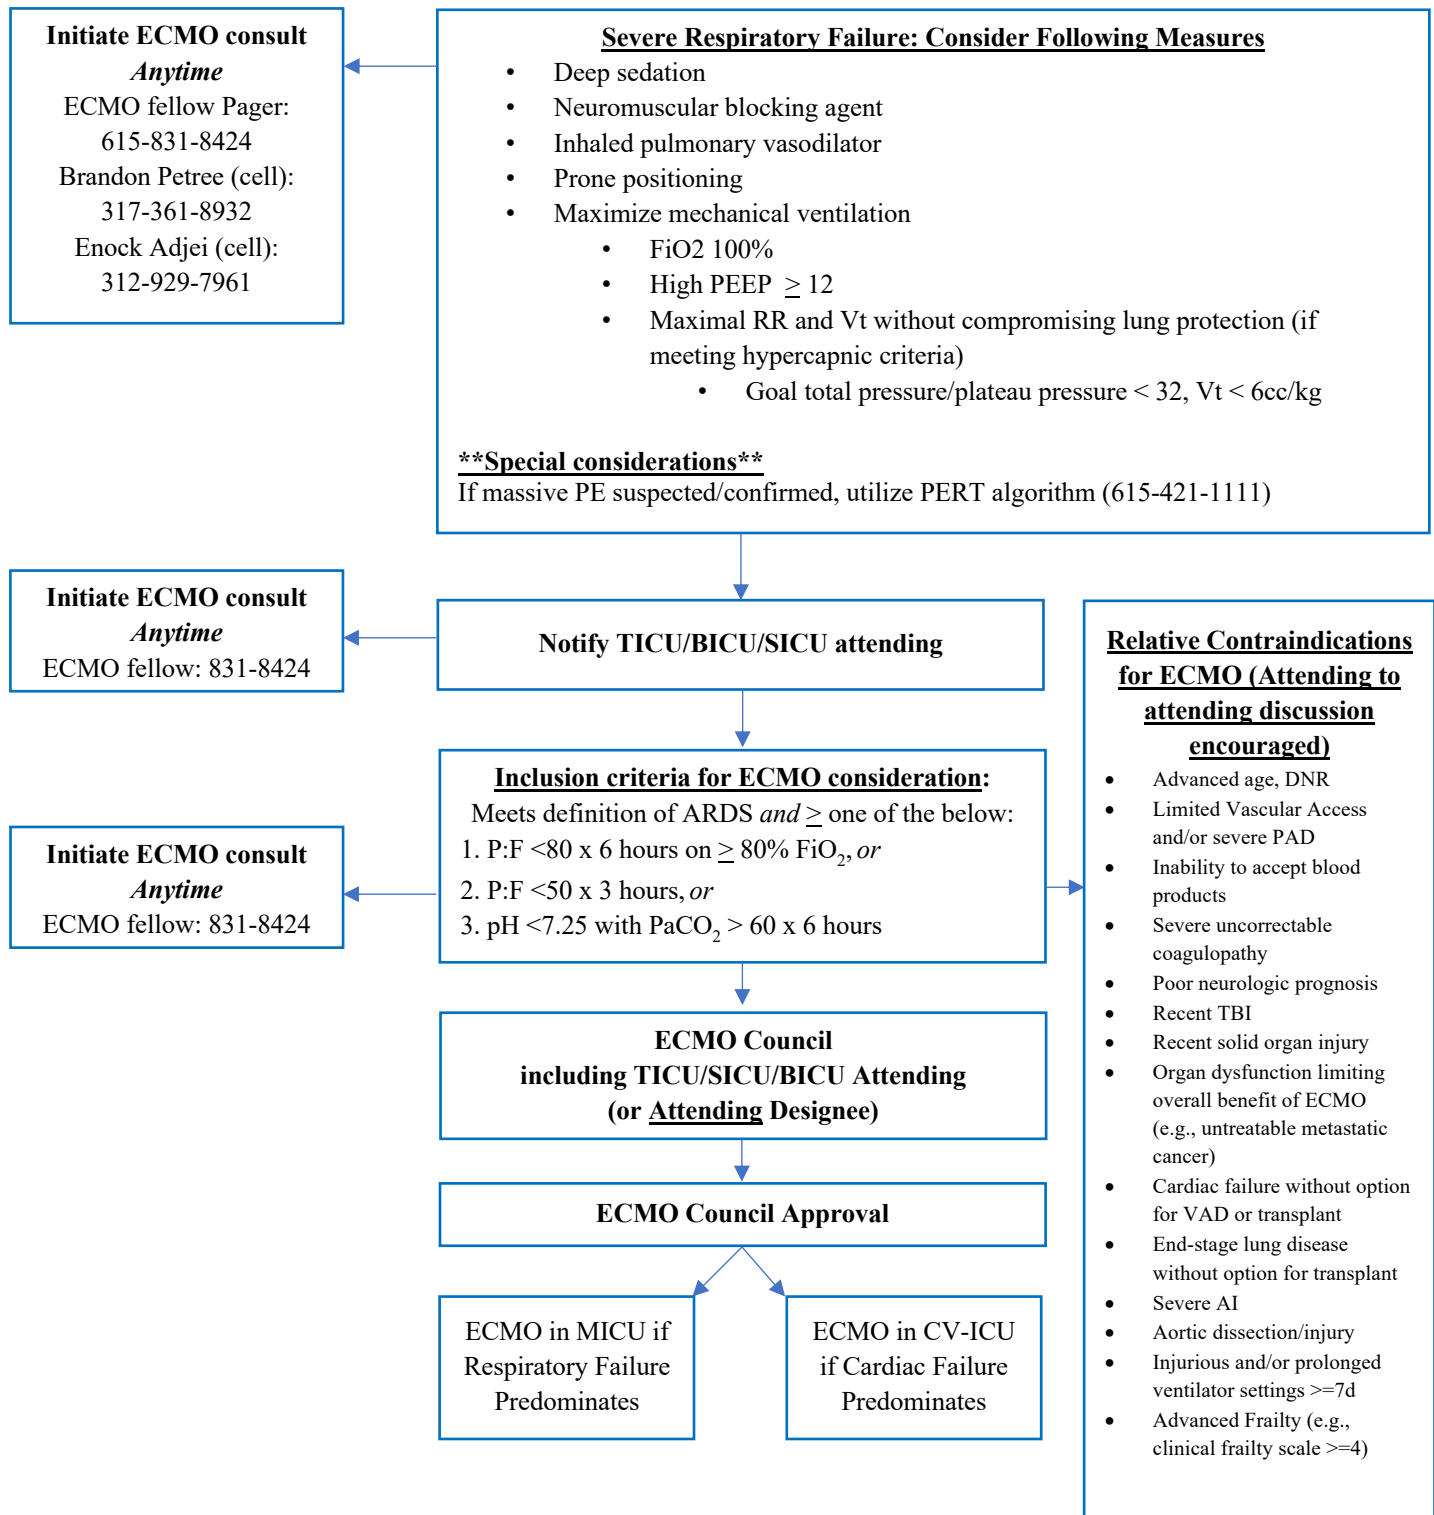 Initiate ECMO consult
Anytime
ECMO fellow Pager:
615-831-8424
Brandon Petree (cell):
317-361-8932
Enock Adjei (cell):
312-929-7961
Severe Respiratory Failure: Consider Following Measures
• Deep sedation
• Neuromuscular blocking agent
• Inhaled pulmonary vasodilator
• Prone positioning
• Maximize mechanical ventilation
• FiO2 100%
• High PEEP ≥ 12
• Maximal RR and Vt without compromising lung protection (if
meeting hypercapnic criteria)
• Goal total pressure/plateau pressure < 32, Vt < 6cc/kg
**Special considerations**
If massive PE suspected/confirmed, utilize PERT algorithm (615-421-1111)
Initiate ECMO consult
Anytime
ECMO fellow: 831-8424
Notify TICU/BICU/SICU attending
Initiate ECMO consult
Anytime
ECMO fellow: 831-8424
Inclusion criteria for ECMO consideration:
Meets definition of ARDS and ≥ one of the below:
1. P:F <80 x 6 hours on ≥ 80% FiO2, or
2. P:F <50 x 3 hours, or
3. pH <7.25 with PaCO2 > 60 x 6 hours
ECMO Council
including TICU/SICU/BICU Attending
(or Attending Designee)
ECMO Council Approval
ECMO in MICU if
Respiratory Failure
Predominates
ECMO in CV-ICU
if Cardiac Failure
Predominates
Relative Contraindications
for ECMO (Attending to
attending discussion
encouraged)
• Advanced age, DNR
• Limited Vascular Access
and/or severe PAD
• Inability to accept blood
products
• Severe uncorrectable
coagulopathy
• Poor neurologic prognosis
• Recent TBI
• Recent solid organ injury
• Organ dysfunction limiting
overall benefit of ECMO
(e.g., untreatable metastatic
cancer)
• Cardiac failure without option
for VAD or transplant
• End-stage lung disease
without option for transplant
• Severe AI
• Aortic dissection/injury
• Injurious and/or prolonged
ventilator settings >=7d
• Advanced Frailty (e.g.,
clinical frailty scale >=4)